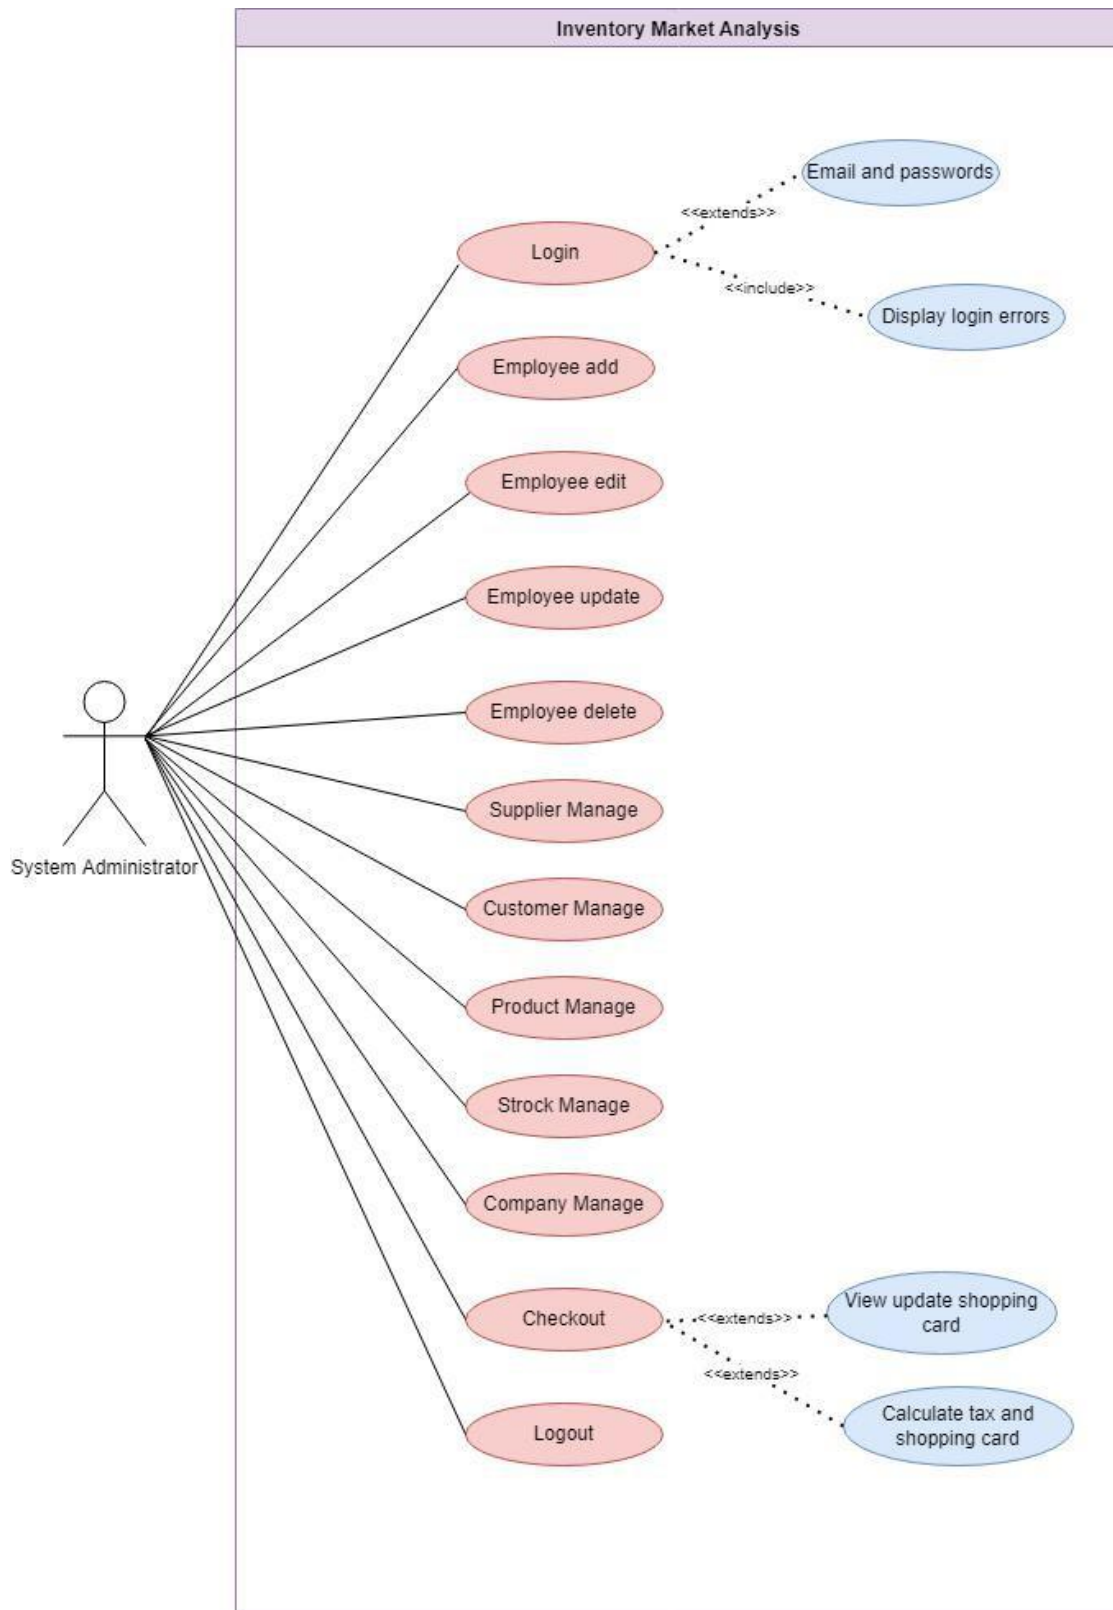 Inventory Market Analysis
Email and passwords
<<extends>>
Login
<<include>>
Display login errors
Employee add
Employee edit
Employee update
Employee delete
Supplier Manage
System Administrator
Customer Manage
Product Manage
Strock Manage
Company Manage
Checkout
<<extends>>
View update shopping
card
<<extends>>
Calculate tax and
shopping card
Logout